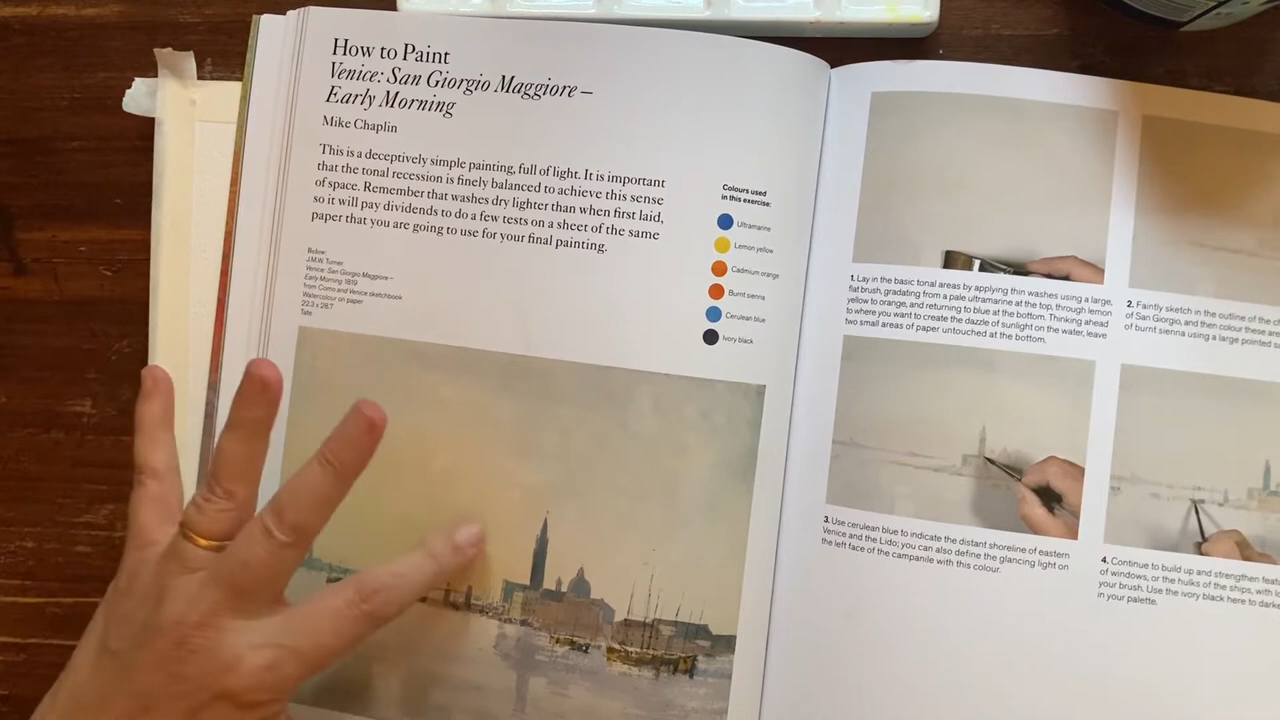 How to Paint
Venice: San Giorgio Maggiore –
Early Morning
Mike Chaplin
This is a deceptively simple painting, full of light. It is important
that the tonal recession is finely balanced to achieve this sense
of space. Remember that washes dry lighter than when first laid,
so it will pay dividends to do a few tests on a sheet of the same
paper that you are going to use for your final painting.
Below:
J.M.W. Turner
Venice: San Giorgio Maggiore –
Early Morning 1819
from Como and Venice sketchbook
Watercolour on paper
22.3 x 28.7
Tate
Colours used
in this exercise:
Ultramarine
Lemon yellow
Cadmium orange
Burnt sienna
Cerulean blue
Ivory black
1. Lay in the basic tonal areas by applying thin washes using a large,
flat brush, gradating from a pale ultramarine at the top, through lemon
yellow to orange, and returning to blue at the bottom. Thinking ahead
to where you want to create the dazzle of sunlight on the water, leave
two small areas of paper untouched at the bottom.
2. Faintly sketch in the outline of the
of San Giorgio, and then colour these
of burnt sienna using a large pointed
3. Use cerulean blue to indicate the distant shoreline of eastern
Venice and the Lido; you can also define the glancing light on
the left face of the campanile with this colour.
4. Continue to build up and strengthen
of windows, or the hulks of the ships, with
your brush. Use the ivory black here to
in your palette.